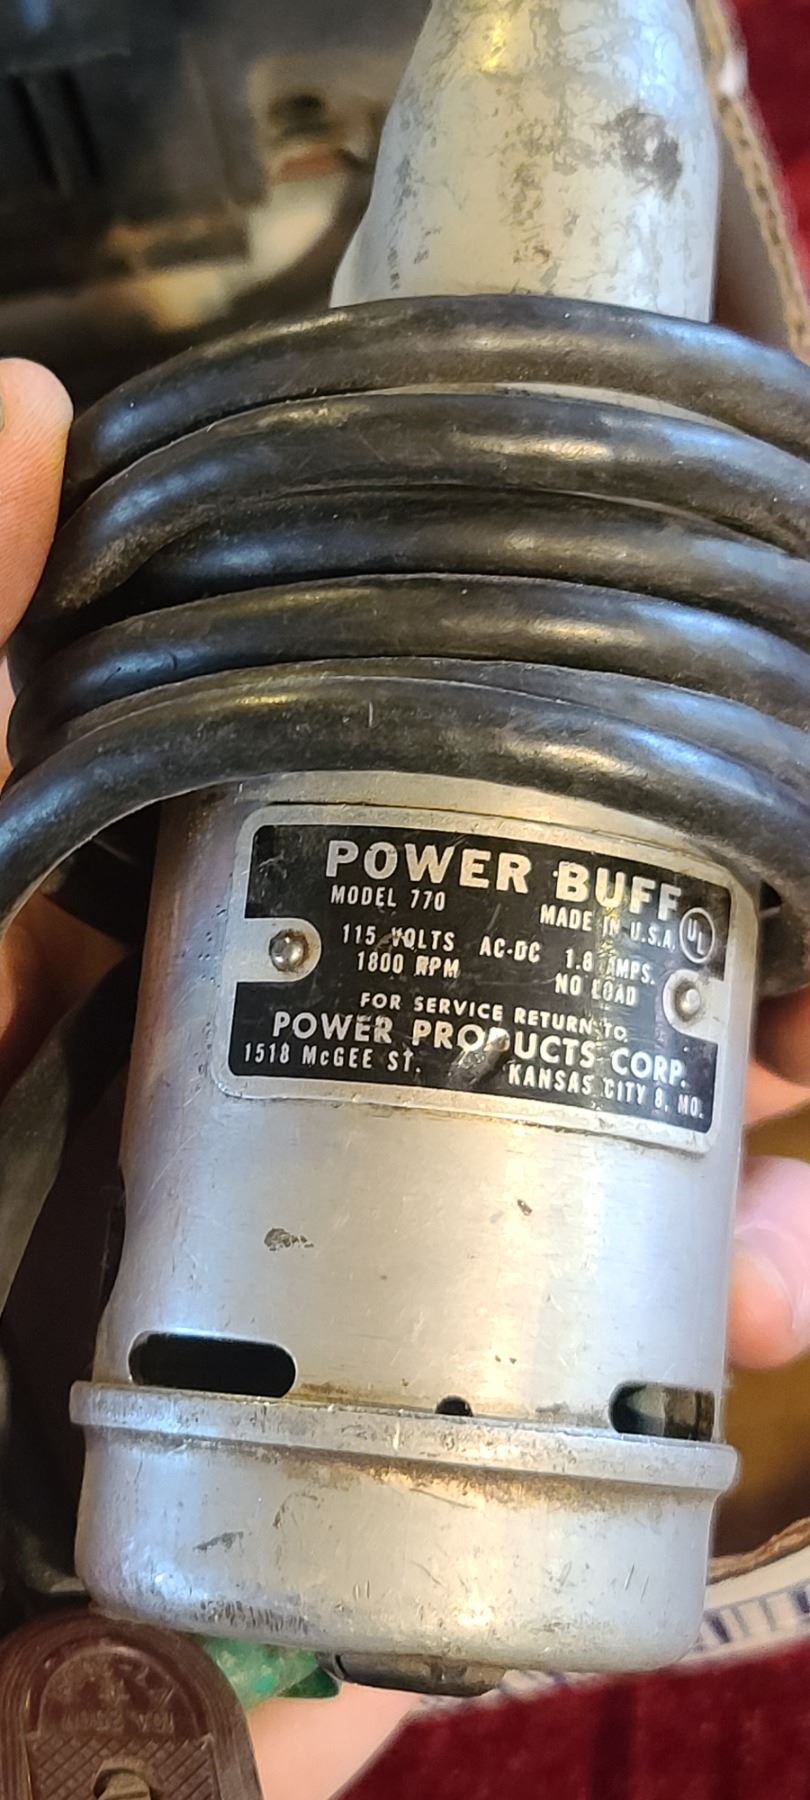 POWER BUFF
MODEL 770
MADE IN U.S.A.
UL
115 VOLTS AC-DC 1.8 AMPS.
1800 RPM NO LOAD
FOR SERVICE RETURN TO
POWER PRODUCTS CORP.
1518 McGEE ST. KANSAS CITY 8, MO.